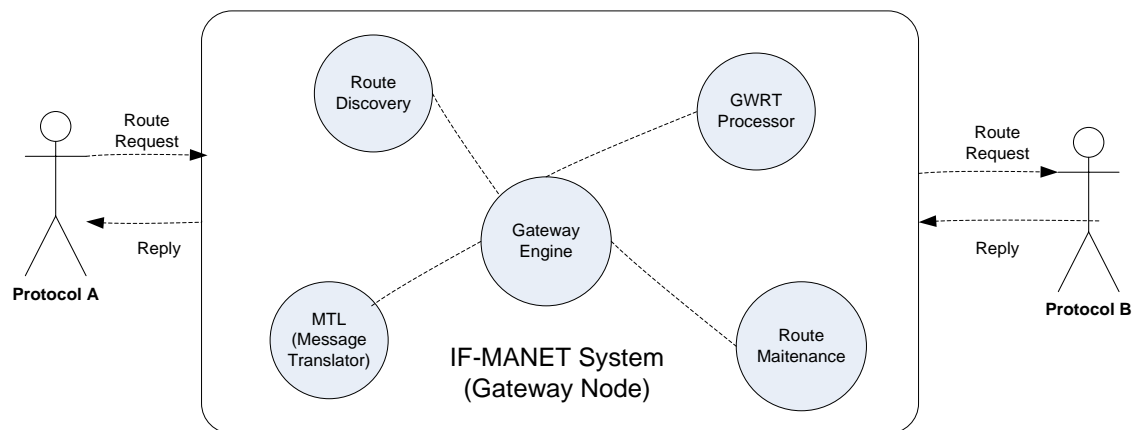 Route
Request
Reply
Protocol A
Route
Discovery
GWRT
Processor
Gateway
Engine
MTL
(Message
Translator)
Route
Maitenance
IF-MANET System
(Gateway Node)
Route
Request
Reply
Protocol B